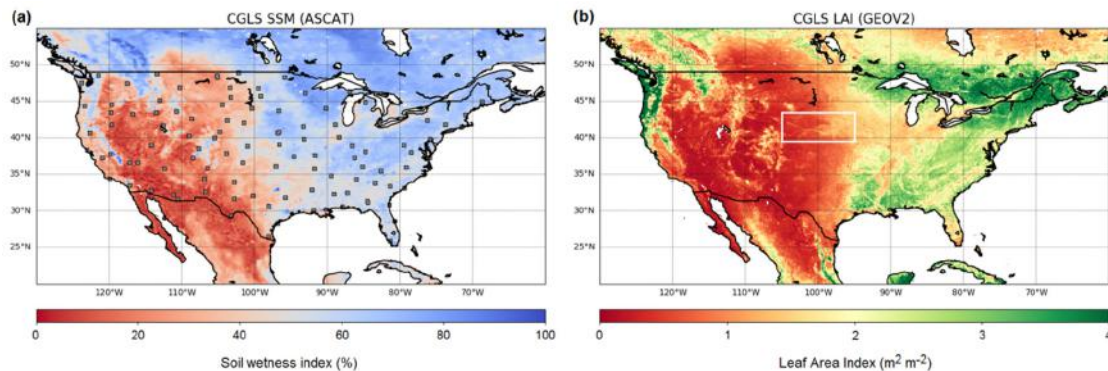 (a) CGLS SSM (ASCAT)
50°N
45°N
40°N
35°N
30°N
25°N
120°W 110°W 100°W 90°W 80°W 70°W
0 20 40 60 80 100
Soil wetness index (%)
(b) CGLS LAI (GEOV2)
50°N
45°N
40°N
35°N
30°N
25°N
120°W 110°W 100°W 90°W 80°W 70°W
0 1 2 3 4
Leaf Area Index (m² m⁻²)